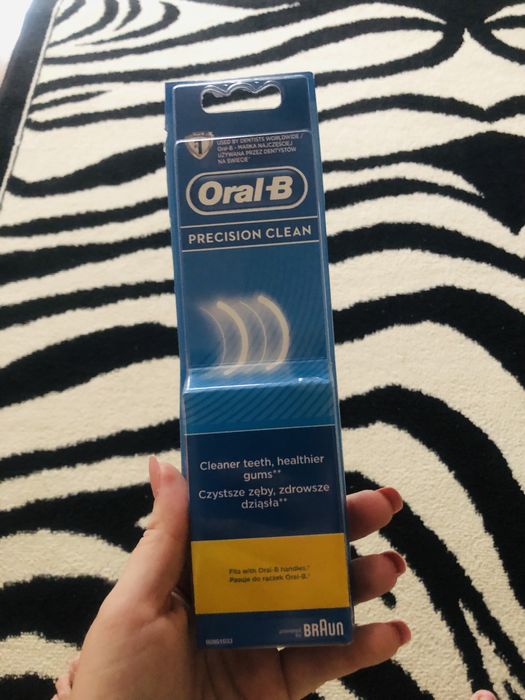 #1
USED BY DENTISTS WORLDWIDE /
Oral-B - MARKA NAJCZĘŚCIEJ
UŻYWANA PRZEZ DENTYSTÓW
NA ŚWIECIE*
Oral-B
PRECISION CLEAN
Cleaner teeth, healthier
gums**
Czystsze zęby, zdrowsze
dziąsła**
Fits with Oral-B handles.
Pasuje do rączek Oral-B.
BRAUN